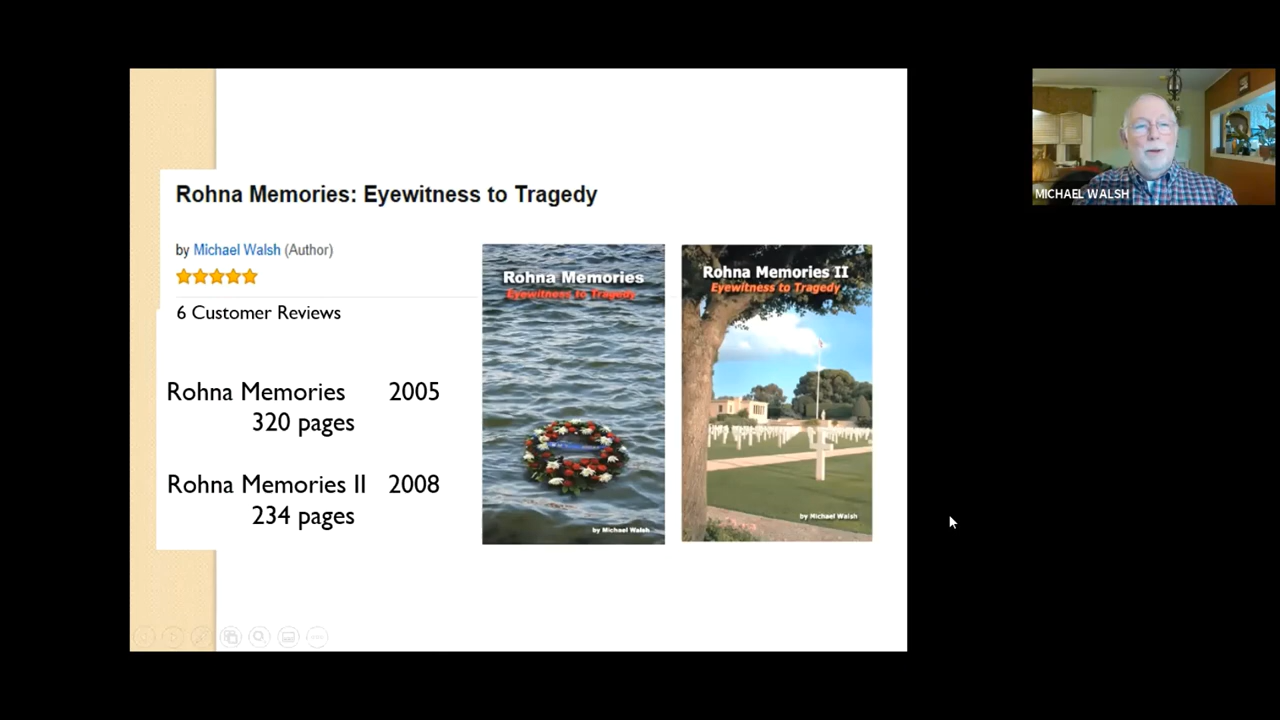 Rohna Memories: Eyewitness to Tragedy
by Michael Walsh (Author)
6 Customer Reviews
Rohna Memories 2005
320 pages
Rohna Memories II 2008
234 pages
Rohna Memories
Eyewitness to Tragedy
by Michael Walsh
Rohna Memories II
Eyewitness to Tragedy
by Michael Walsh
MICHAEL WALSH